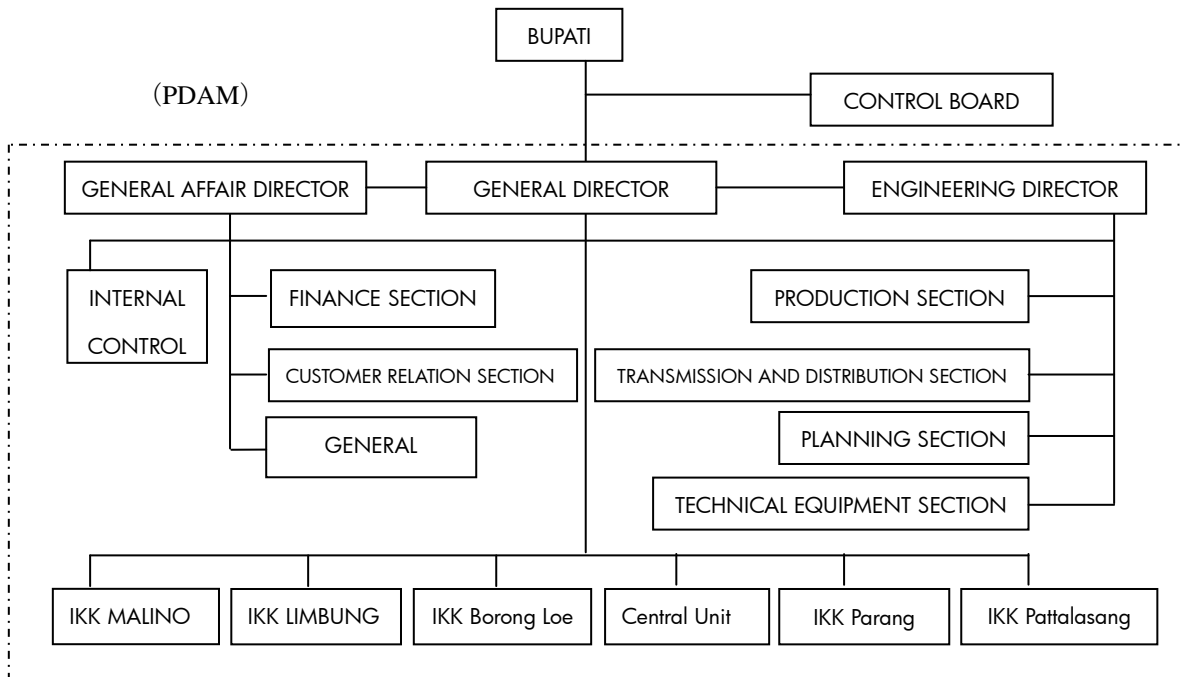 BUPATI
（PDAM）
CONTROL BOARD
GENERAL AFFAIR DIRECTOR
GENERAL DIRECTOR
ENGINEERING DIRECTOR
INTERNAL
CONTROL
FINANCE SECTION
PRODUCTION SECTION
CUSTOMER RELATION SECTION
TRANSMISSION AND DISTRIBUTION SECTION
GENERAL
PLANNING SECTION
TECHNICAL EQUIPMENT SECTION
IKK MALINO
IKK LIMBUNG
IKK Borong Loe
Central Unit
IKK Parang
IKK Pattalasang